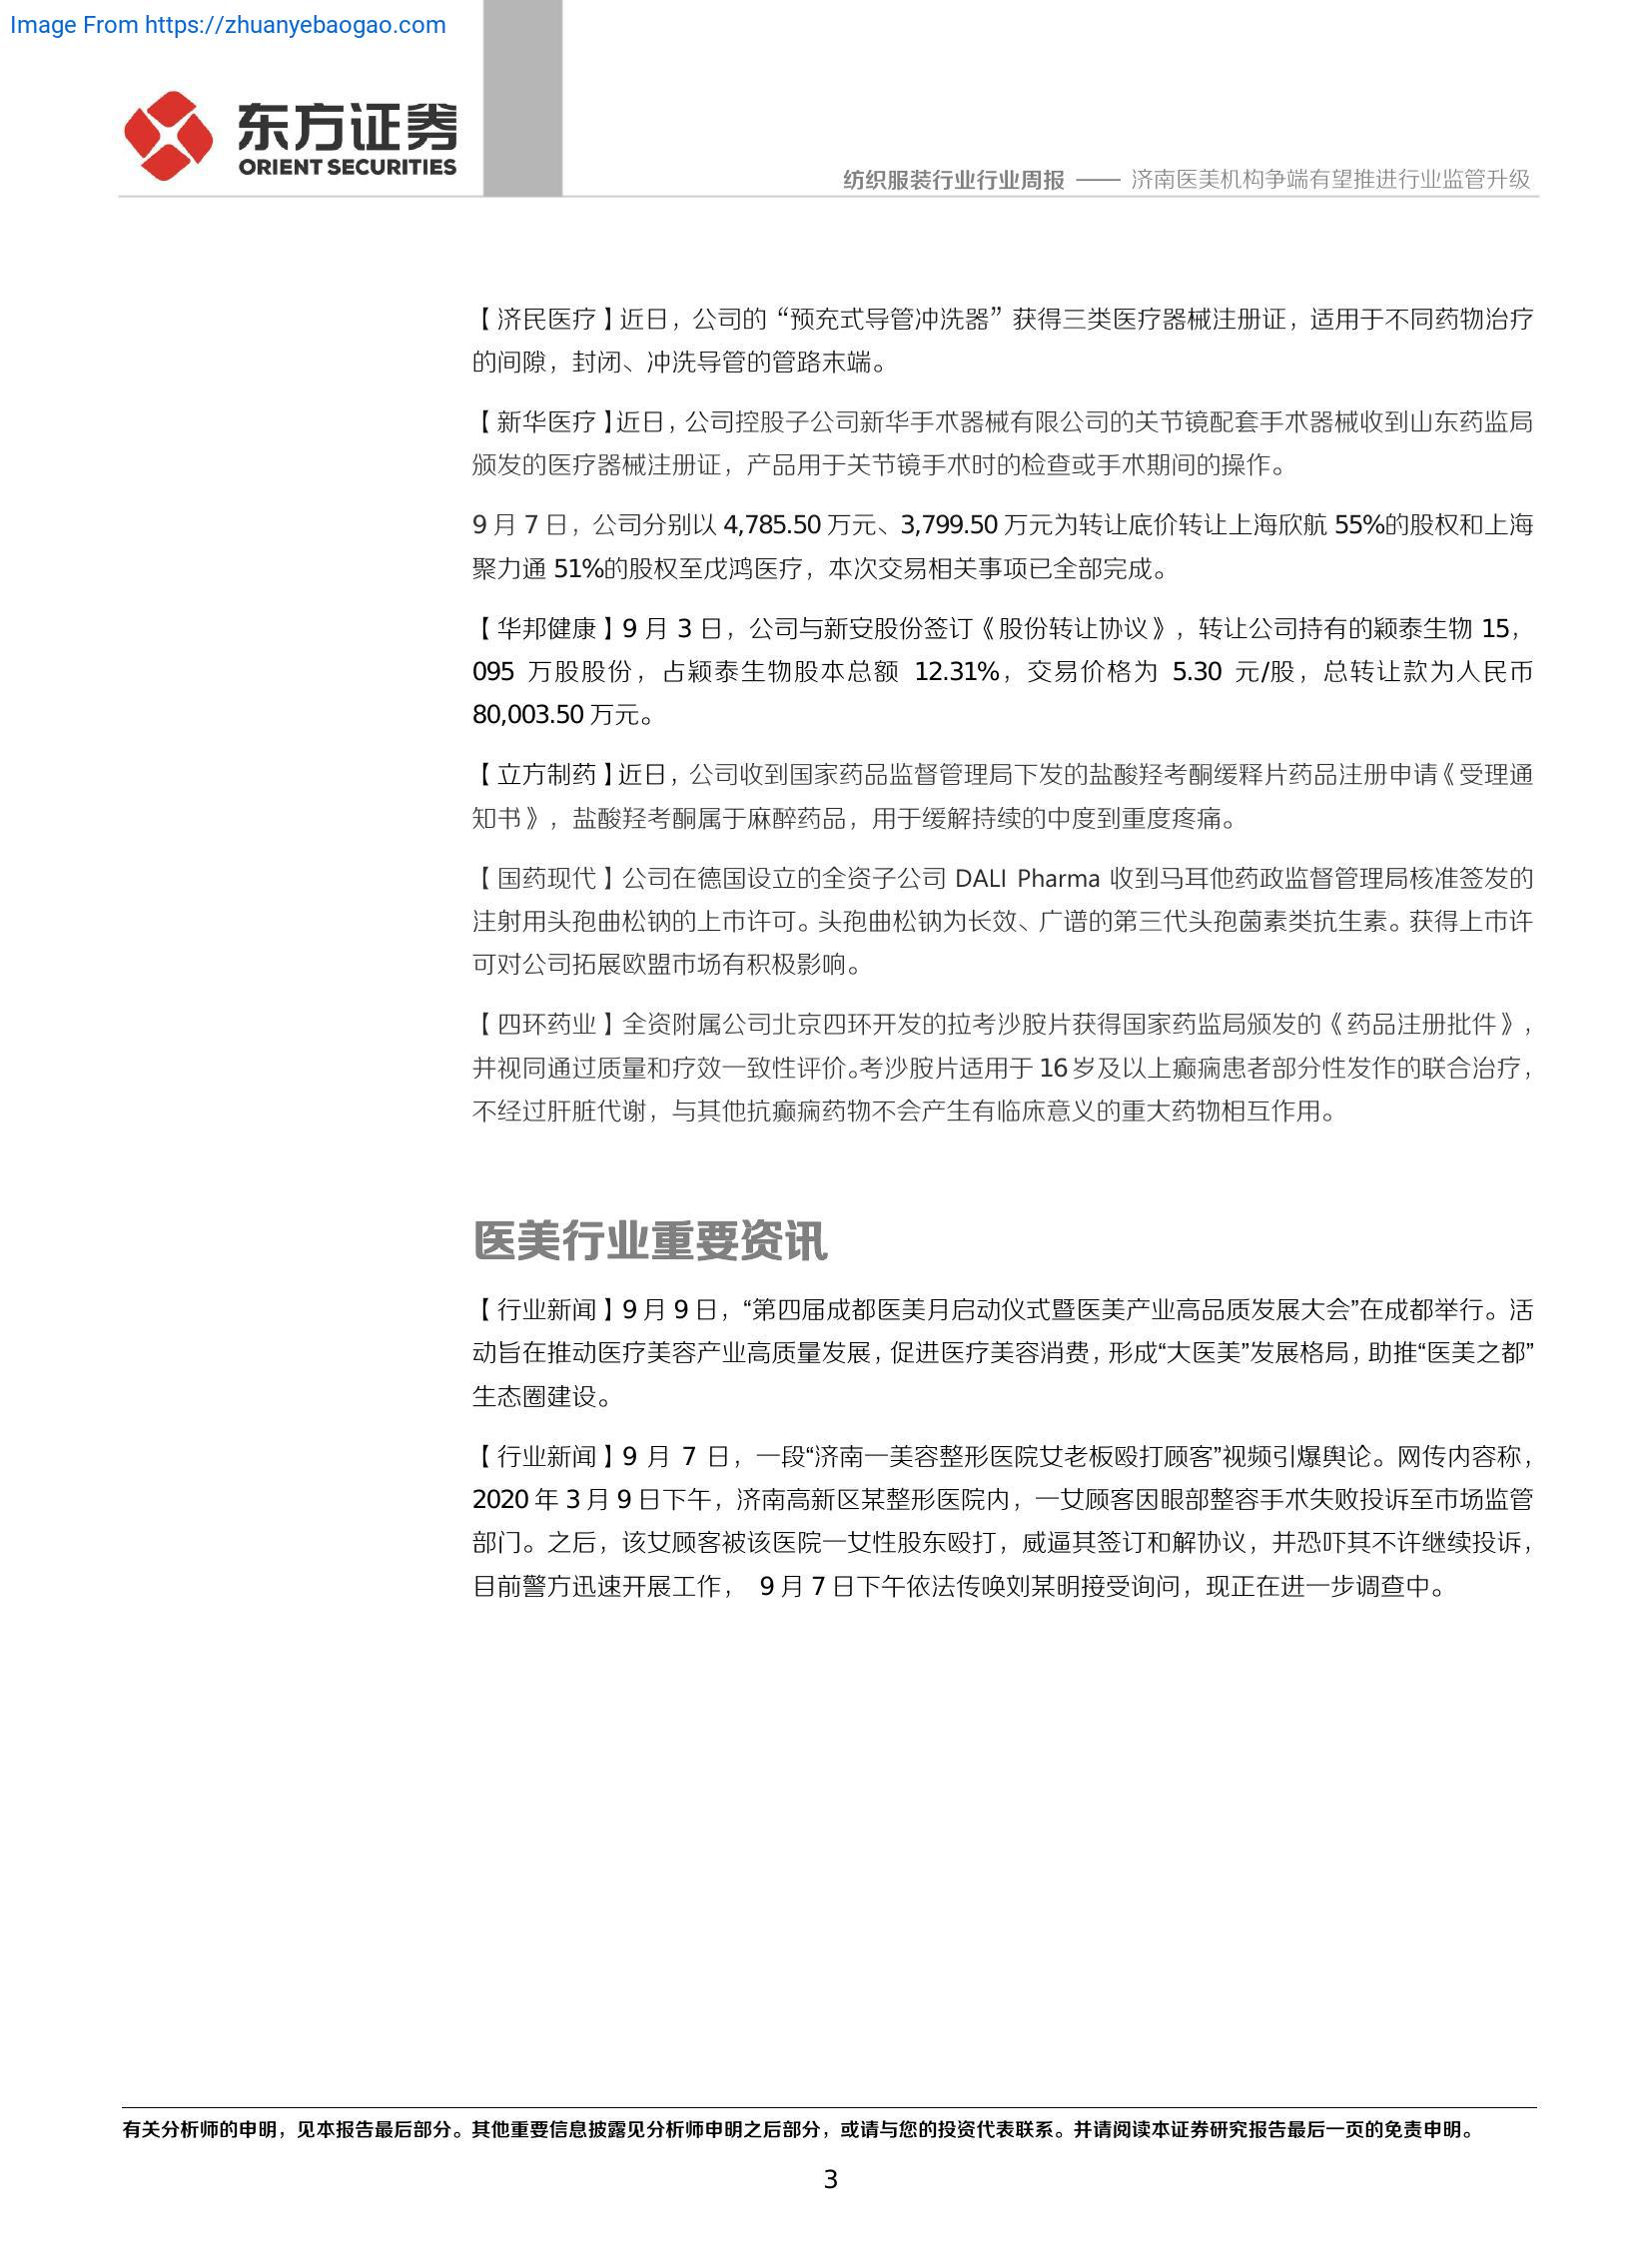 Image From https://zhuanyebaogao.com
东方证券
ORIENT SECURITIES
纺织服装行业行业周报 —— 济南医美机构争端有望推进行业监管升级
【济民医疗】近日，公司的“预充式导管冲洗器”获得三类医疗器械注册证，适用于不同药物治疗
的间隙，封闭、冲洗导管的管路末端。
【新华医疗】近日，公司控股子公司新华手术器械有限公司的关节镜配套手术器械收到山东药监局
颁发的医疗器械注册证，产品用于关节镜手术时的检查或手术期间的操作。
9 月 7 日，公司分别以 4,785.50 万元、3,799.50 万元为转让底价转让上海欣航 55%的股权和上海
聚力通 51%的股权至戊鸿医疗，本次交易相关事项已全部完成。
【华邦健康】9 月 3 日，公司与新安股份签订《股份转让协议》，转让公司持有的颖泰生物 15，
095 万股股份，占颖泰生物股本总额 12.31%，交易价格为 5.30 元/股，总转让款为人民币
80,003.50 万元。
【立方制药】近日，公司收到国家药品监督管理局下发的盐酸羟考酮缓释片药品注册申请《受理通
知书》，盐酸羟考酮属于麻醉药品，用于缓解持续的中度到重度疼痛。
【国药现代】公司在德国设立的全资子公司 DALI Pharma 收到马耳他药政监督管理局核准签发的
注射用头孢曲松钠的上市许可。头孢曲松钠为长效、广谱的第三代头孢菌素类抗生素。获得上市许
可对公司拓展欧盟市场有积极影响。
【四环药业】全资附属公司北京四环开发的拉考沙胺片获得国家药监局颁发的《药品注册批件》，
并视同通过质量和疗效一致性评价。考沙胺片适用于 16 岁及以上癫痫患者部分性发作的联合治疗，
不经过肝脏代谢，与其他抗癫痫药物不会产生有临床意义的重大药物相互作用。
医美行业重要资讯
【行业新闻】9 月 9 日，“第四届成都医美月启动仪式暨医美产业高品质发展大会”在成都举行。活
动旨在推动医疗美容产业高质量发展，促进医疗美容消费，形成“大医美”发展格局，助推“医美之都”
生态圈建设。
【行业新闻】9 月 7 日，一段“济南一美容整形医院女老板殴打顾客”视频引爆舆论。网传内容称，
2020 年 3 月 9 日下午，济南高新区某整形医院内，一女顾客因眼部整容手术失败投诉至市场监管
部门。之后，该女顾客被该医院一女性股东殴打，威逼其签订和解协议，并恐吓其不许继续投诉，
目前警方迅速开展工作， 9 月 7 日下午依法传唤刘某明接受询问，现正在进一步调查中。
有关分析师的申明，见本报告最后部分。其他重要信息披露见分析师申明之后部分，或请与您的投资代表联系。并请阅读本证券研究报告最后一页的免责申明。
3